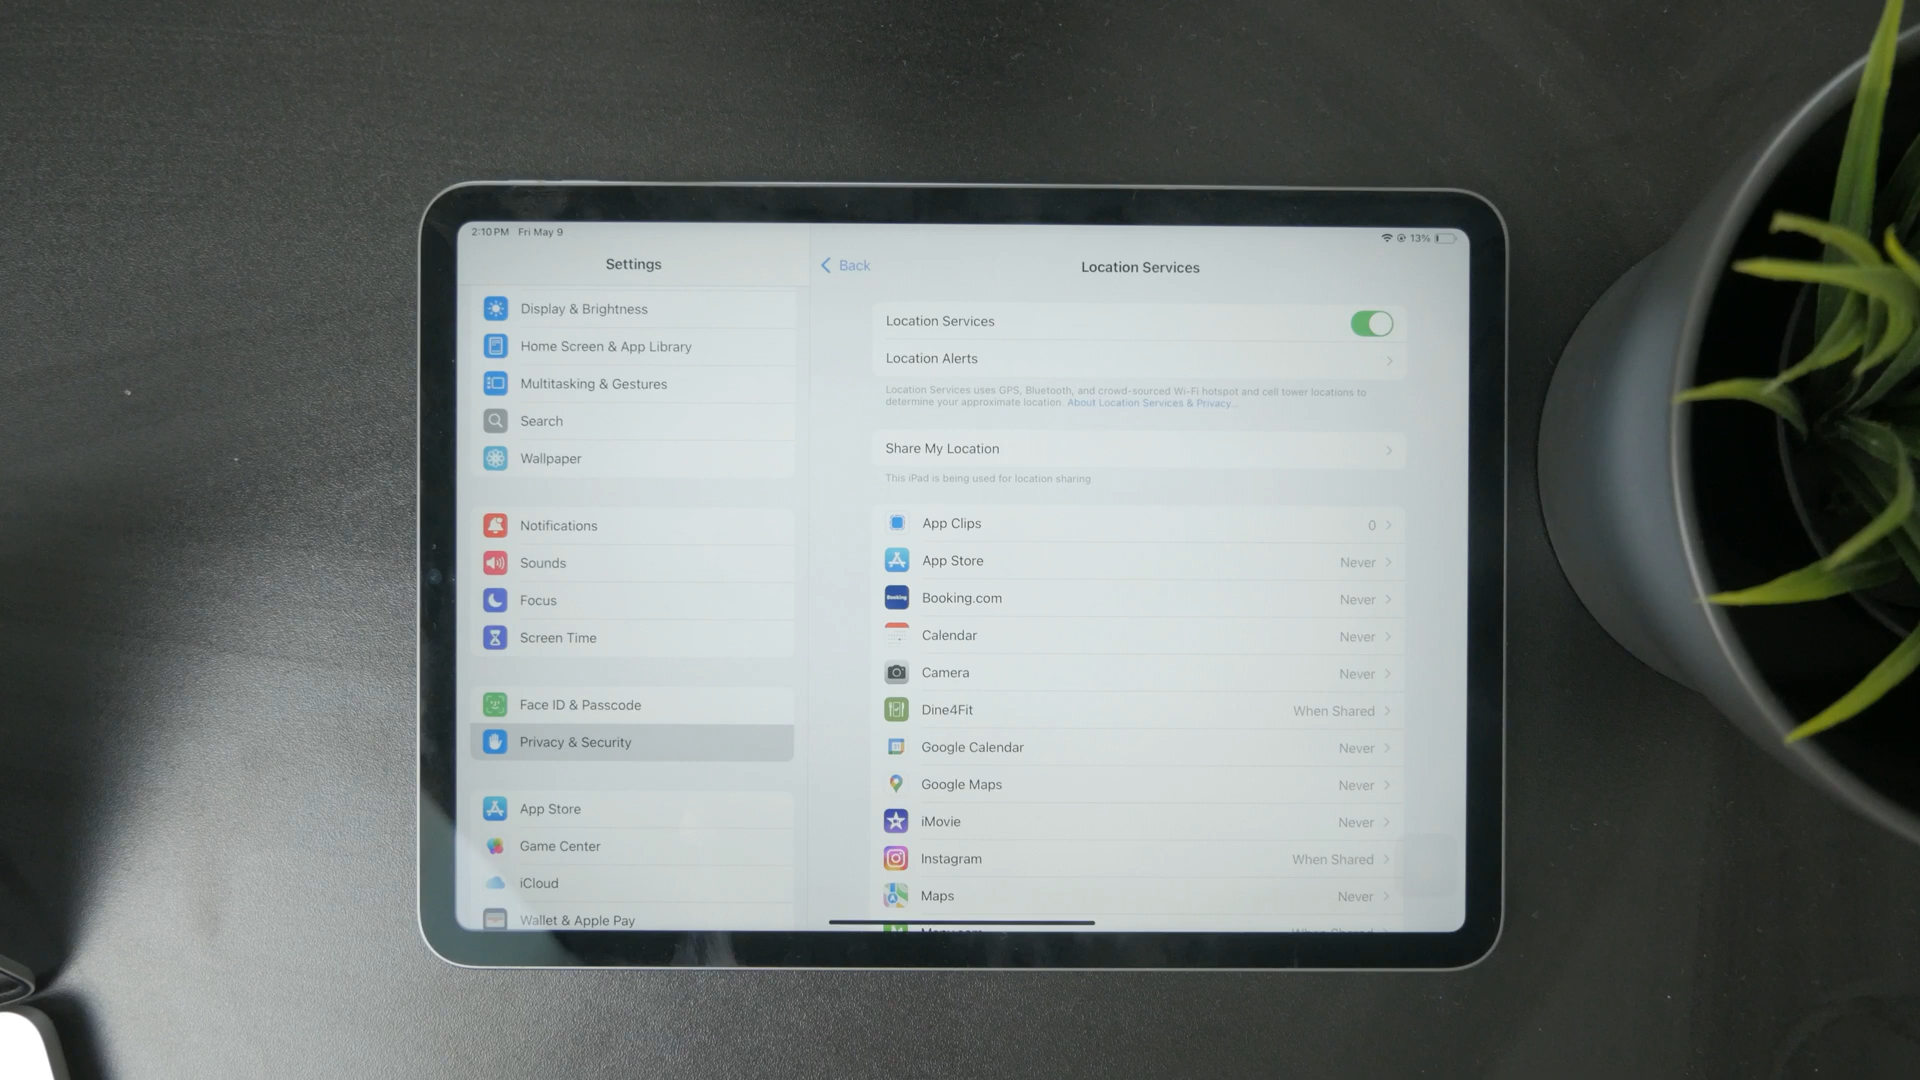 2:10 PM Fri May 9
13%
Settings
Display & Brightness
Home Screen & App Library
Multitasking & Gestures
Search
Wallpaper
Notifications
Sounds
Focus
Screen Time
Face ID & Passcode
Privacy & Security
App Store
Game Center
iCloud
Wallet & Apple Pay
Back
Location Services
Location Services
Location Alerts
Location Services uses GPS, Bluetooth, and crowd-sourced Wi-Fi hotspot and cell tower locations to
determine your approximate location. About Location Services & Privacy...
Share My Location
This iPad is being used for location sharing
App Clips 0
App Store Never
Booking
Booking.com Never
Calendar Never
Camera Never
Dine4Fit When Shared
Google Calendar Never
Google Maps Never
iMovie Never
Instagram When Shared
Maps Never